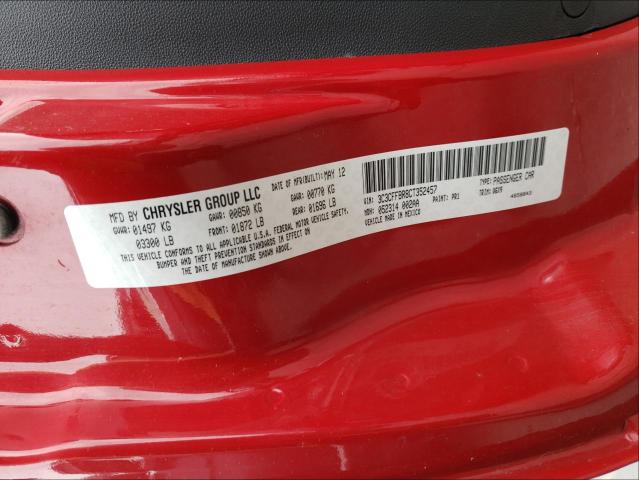 MFD BY CHRYSLER GROUP LLC DATE OF MFR(BUILT): MAY 12
GVWR: 01497 KG GAWR: 00850 KG GAWR: 00770 KG
03300 LB FRONT: 01872 LB REAR: 01696 LB
THIS VEHICLE CONFORMS TO ALL APPLICABLE U.S.A. FEDERAL MOTOR VEHICLE SAFETY,
BUMPER AND THEFT PREVENTION STANDARDS IN EFFECT ON
THE DATE OF MANUFACTURE SHOWN ABOVE.
3C3CFFBR8CT352457 TYPE: PASSENGER CAR
MDH: 052314 002AA PAINT: PR1 TRIM:
VEHICLE MADE IN MEXICO